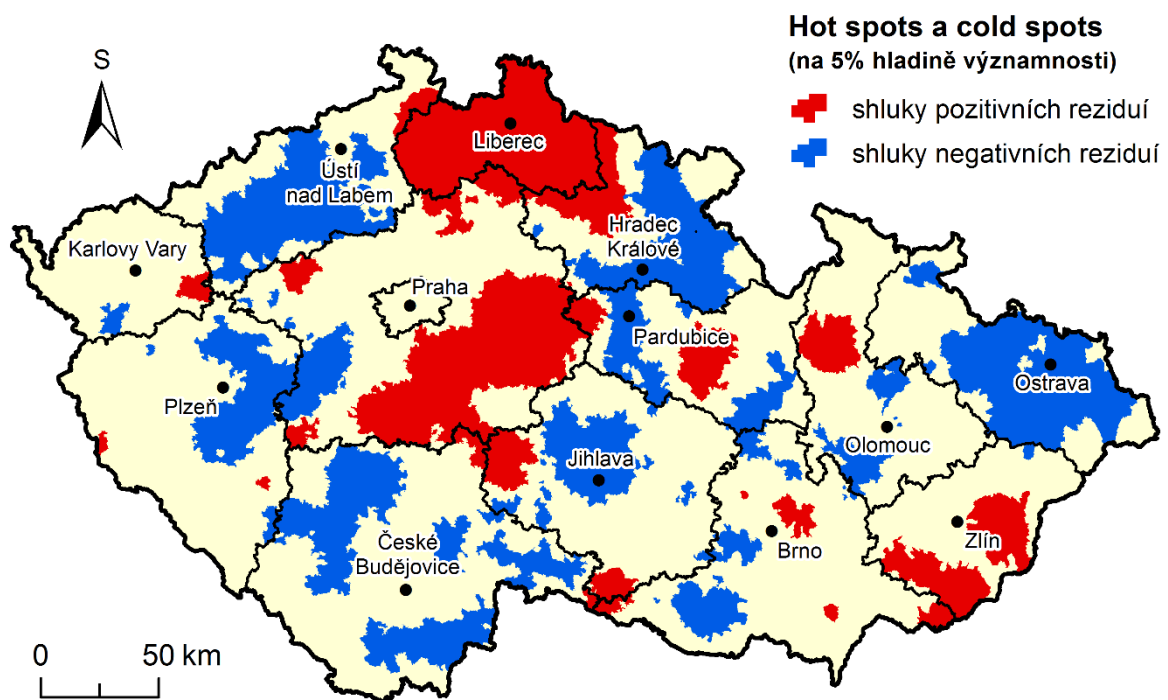 Hot spots a cold spots
(na 5% hladině významnosti)
S
shluky pozitivních reziduí
shluky negativních reziduí
Liberec
Ústí
nad Labem
Hradec
Králové
Karlovy Vary
Praha
Pardubice
Ostrava
Plzeň
Olomouc
Jihlava
České
Budějovice
Brno
Zlín
0 50 km